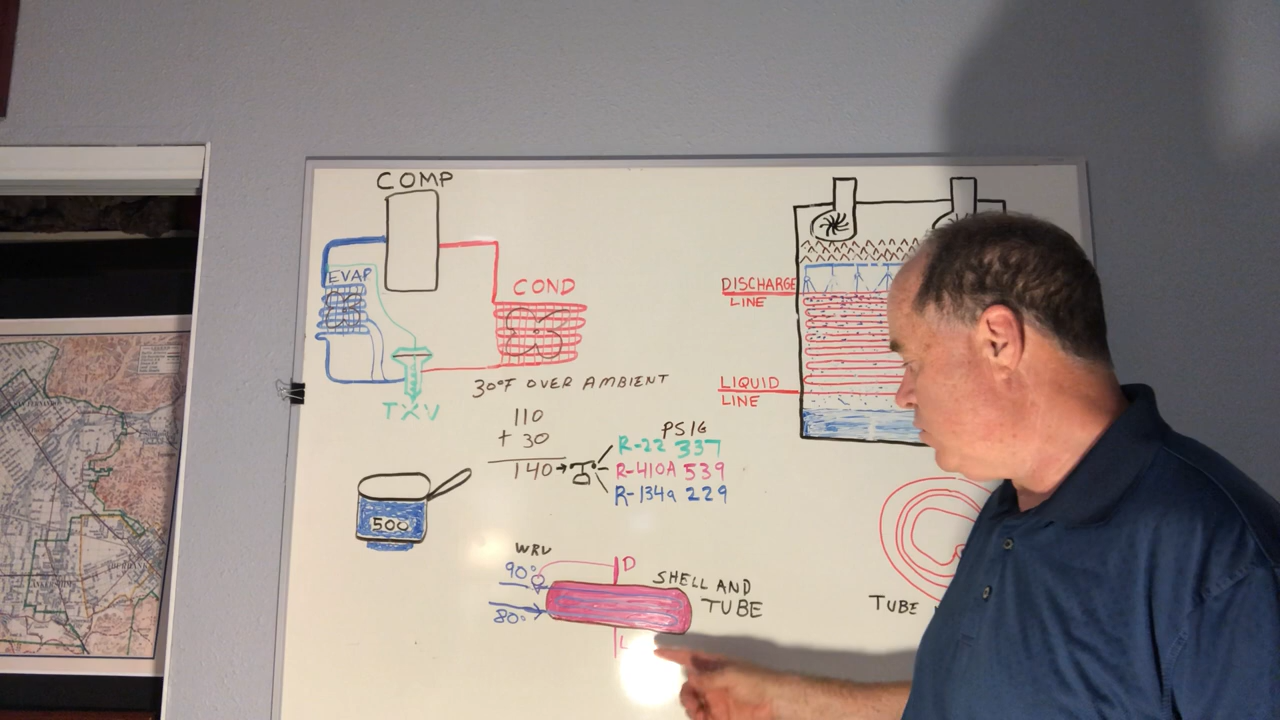 COMP
EVAP
COND
TXV
30°F OVER AMBIENT
110
+ 30
140
PSIG
R-22 337
R-410A 539
R-134a 229
500
WRV
90°
80°
D
L
SHELL AND
TUBE
DISCHARGE
LINE
LIQUID
LINE
TUBE